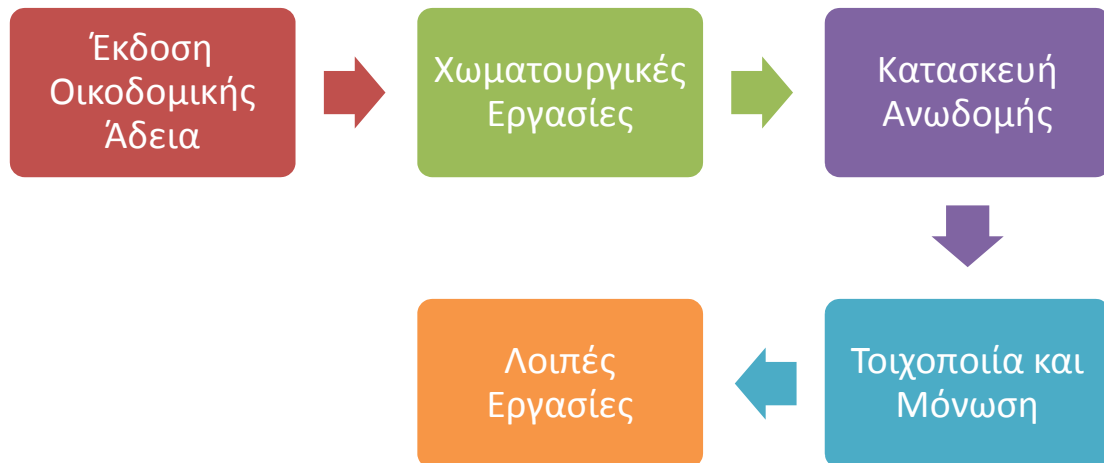 Έκδοση
Οικοδομικής
Άδεια
Χωματουργικές
Εργασίες
Κατασκευή
Ανωδομής
Τοιχοποιία και
Μόνωση
Λοιπές
Εργασίες